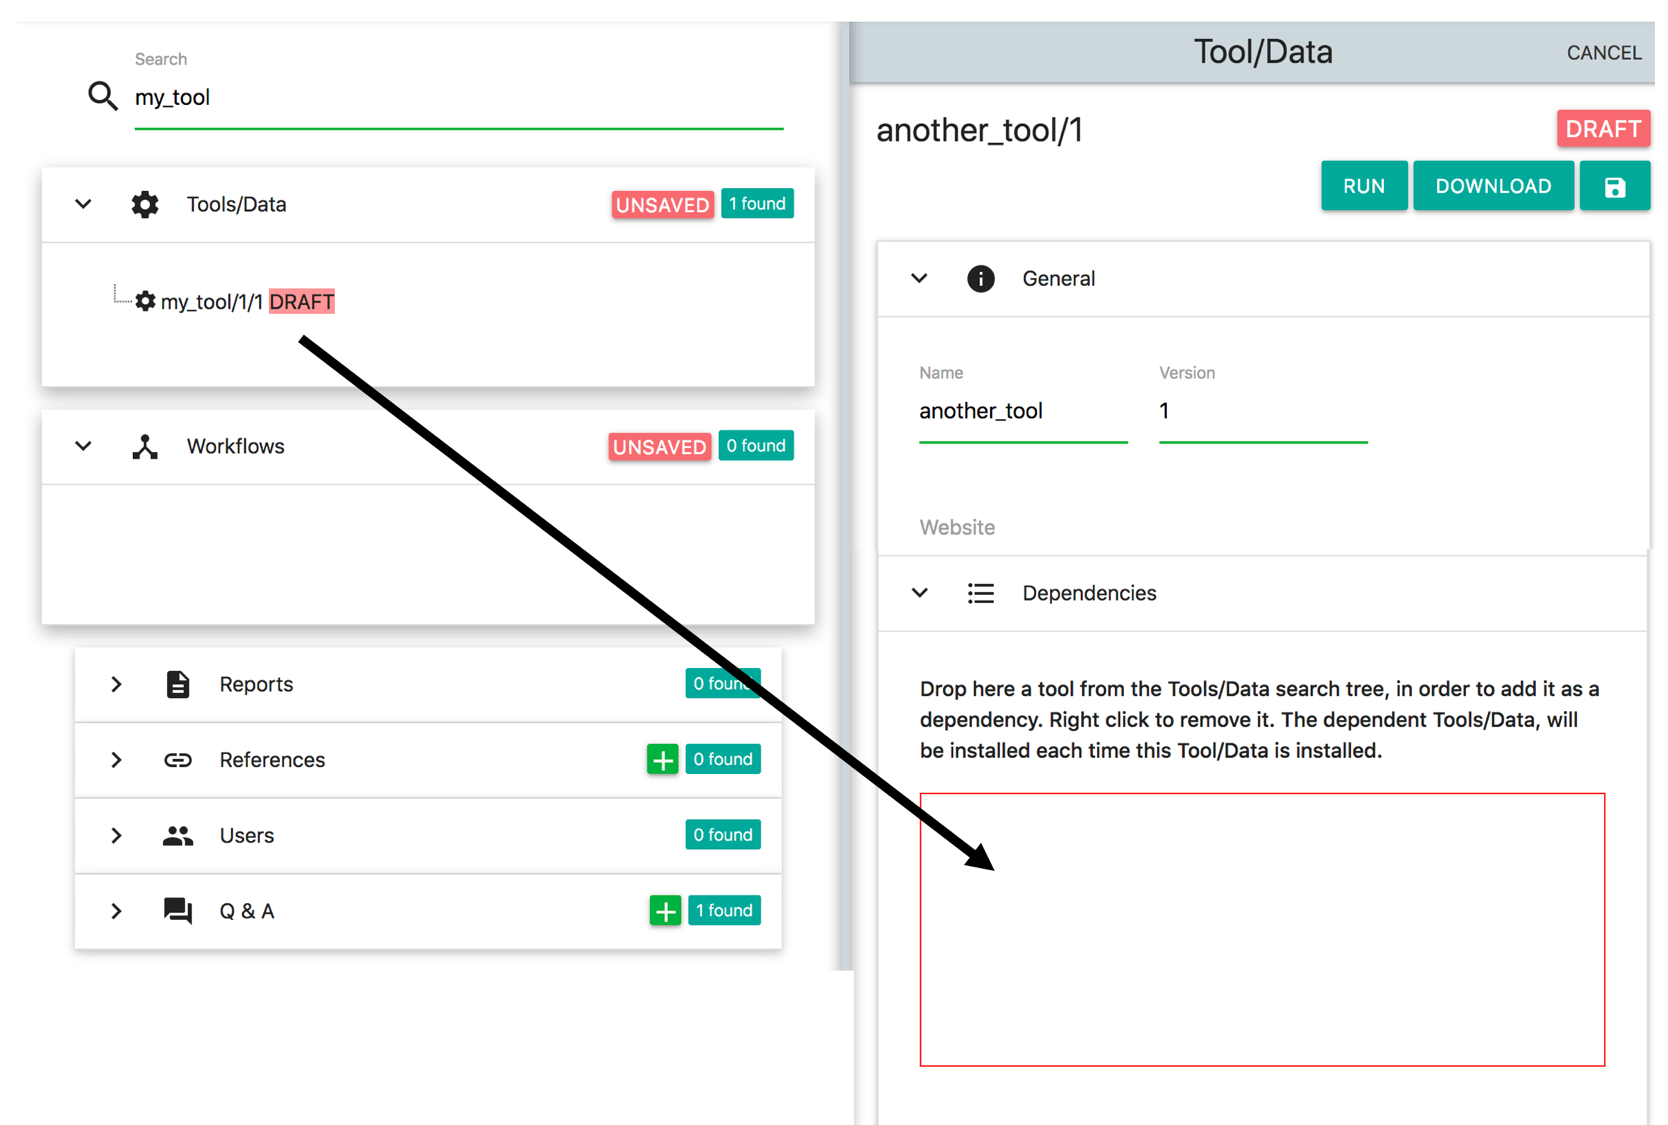 Search
my_tool
Tools/Data UNSAVED 1 found
my_tool/1/1 DRAFT
Workflows UNSAVED 0 found
Reports 0 found
References + 0 found
Users 0 found
Q & A + 1 found
Tool/Data CANCEL
another_tool/1 DRAFT
RUN DOWNLOAD
General
Name Version
another_tool 1
Website
Dependencies
Drop here a tool from the Tools/Data search tree, in order to add it as a
dependency. Right click to remove it. The dependent Tools/Data, will
be installed each time this Tool/Data is installed.